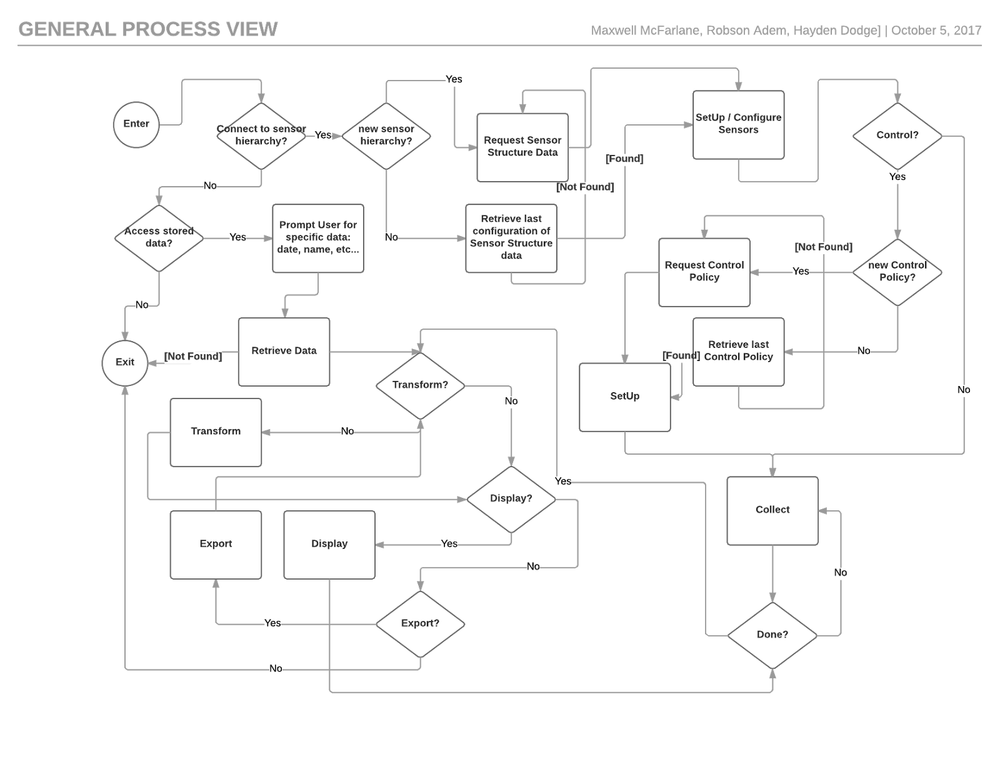 GENERAL PROCESS VIEW
Maxwell McFarlane, Robson Adem, Hayden Dodge] | October 5, 2017
Enter
Connect to sensor
hierarchy?
Yes
new sensor
hierarchy?
Yes
Request Sensor
Structure Data
[Found]
SetUp / Configure
Sensors
Control?
Yes
No
[Not Found]
Access stored
data?
Yes
Prompt User for
specific data:
date, name, etc...
No
Retrieve last
configuration of
Sensor Structure
data
[Not Found]
Request Control
Policy
Yes
new Control
Policy?
No
Exit
[Not Found]
Retrieve Data
Transform?
No
[Found]
Retrieve last
Control Policy
No
SetUp
No
Transform
No
Yes
Display?
Collect
Export
Display
Yes
No
No
Yes
Export?
Done?
No